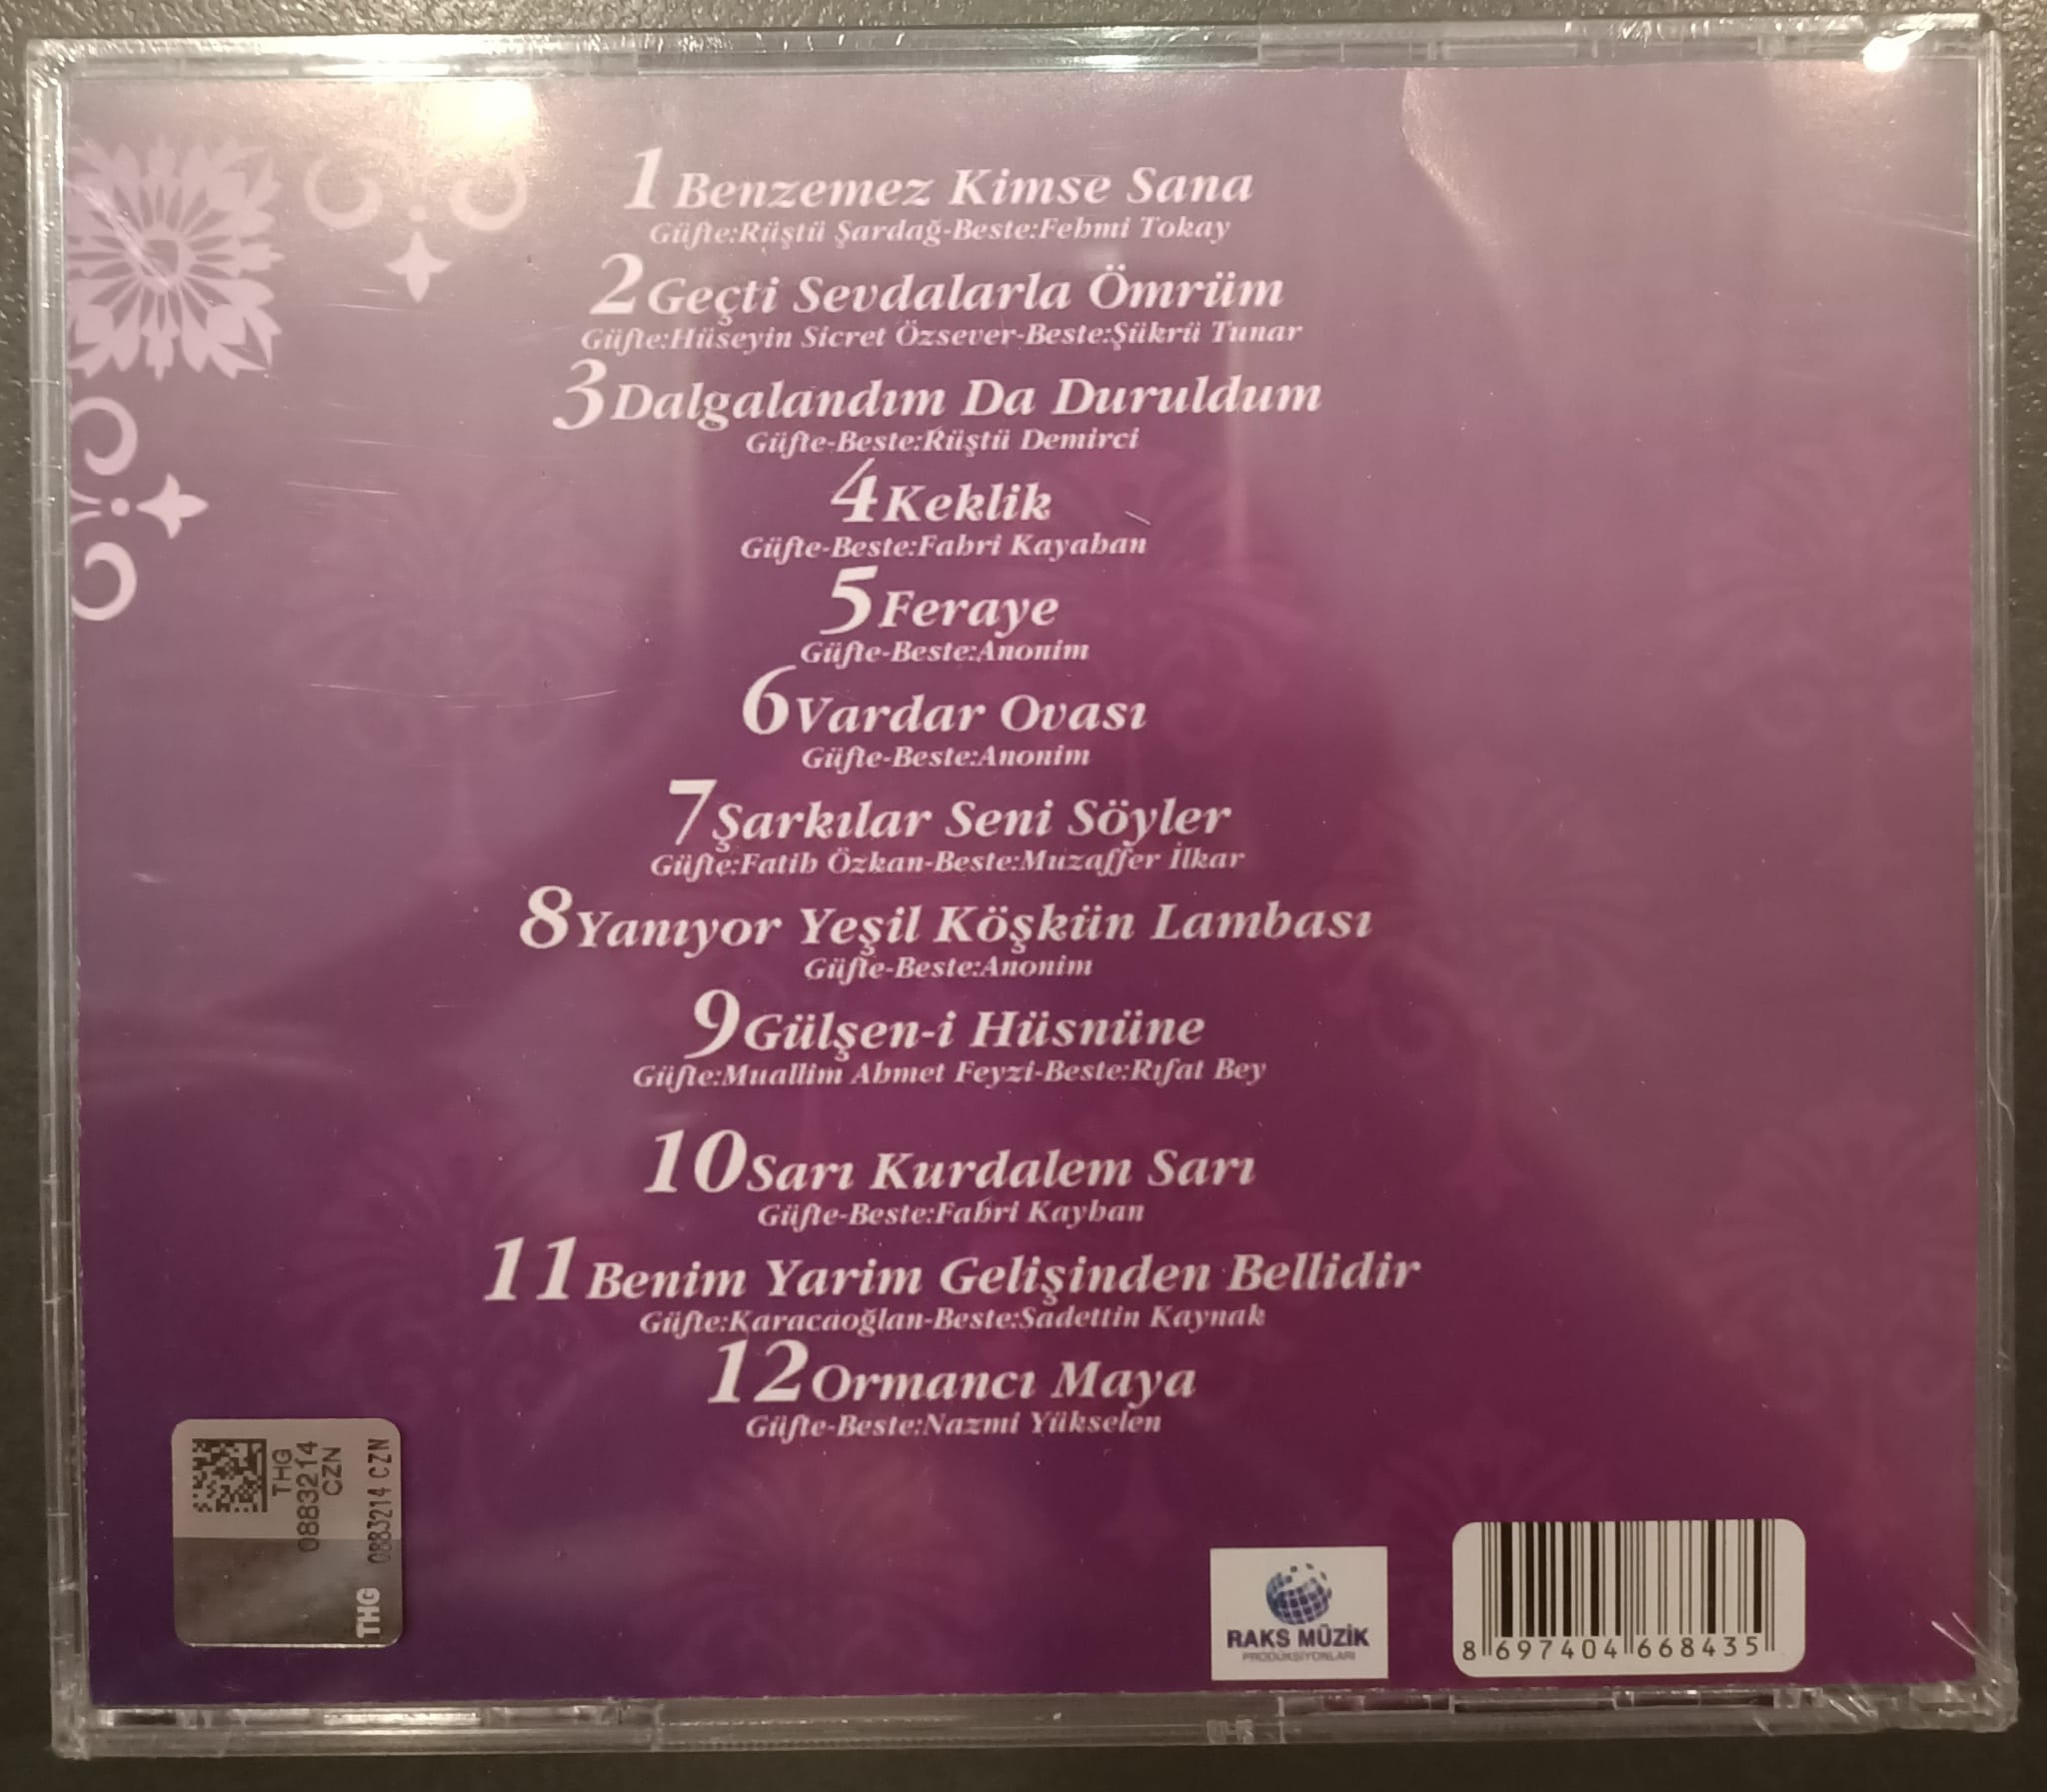 1 Benzemez Kimse Sana
Güfte:Rüştü Şardağ-Beste:Fehmi Tokay
2 Geçti Sevdalarla Ömrüm
Güfte:Hüseyin Sicret Özsever-Beste:Şükrü Tunar
3 Dalgalandım Da Duruldum
Güfte-Beste:Rüştü Demirci
4 Keklik
Güfte-Beste:Fahri Kayahan
5 Feraye
Güfte-Beste:Anonim
6 Vardar Ovası
Güfte-Beste:Anonim
7 Şarkılar Seni Söyler
Güfte:Fatih Özkan-Beste:Muzaffer İlkar
8 Yanıyor Yeşil Köşkün Lambası
Güfte-Beste:Anonim
9 Gülşen-i Hüsnüne
Güfte:Muallim Ahmet Feyzi-Beste:Rıfat Bey
10 Sarı Kurdalem Sarı
Güfte-Beste:Fahri Kayhan
11 Benim Yarim Gelişinden Bellidir
Güfte:Karacaoğlan-Beste:Sadettin Kaynak
12 Ormancı Maya
Güfte-Beste:Nazmi Yükselen
THG
0883214
CZN
THG 0883214 CZN
RAKS MÜZİK
PRODÜKSİYONLARI
8 697404 668435